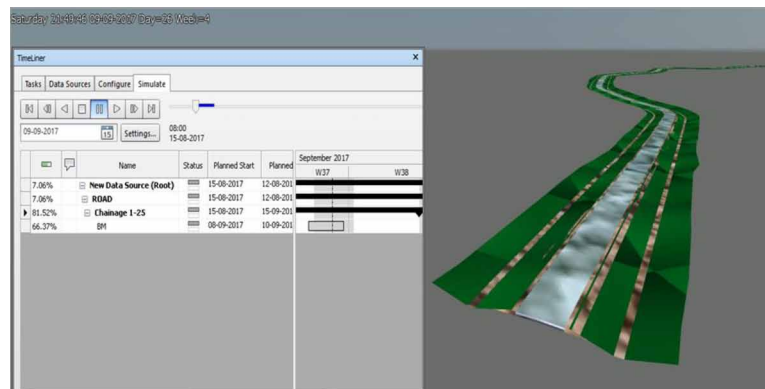 Saturday 21:49:46 09-09-2017 Day=26 Week=4
TimeLiner
Tasks Data Sources Configure Simulate
09-09-2017 15 Settings... 08:00
15-08-2017
Name Status Planned Start Planned September 2017
W37 W38
7.06% New Data Source (Root) 15-08-2017 12-08-201
7.06% ROAD 15-08-2017 12-08-201
81.52% Chainage 1-25 15-08-2017 15-09-201
66.37% BM 08-09-2017 10-09-201